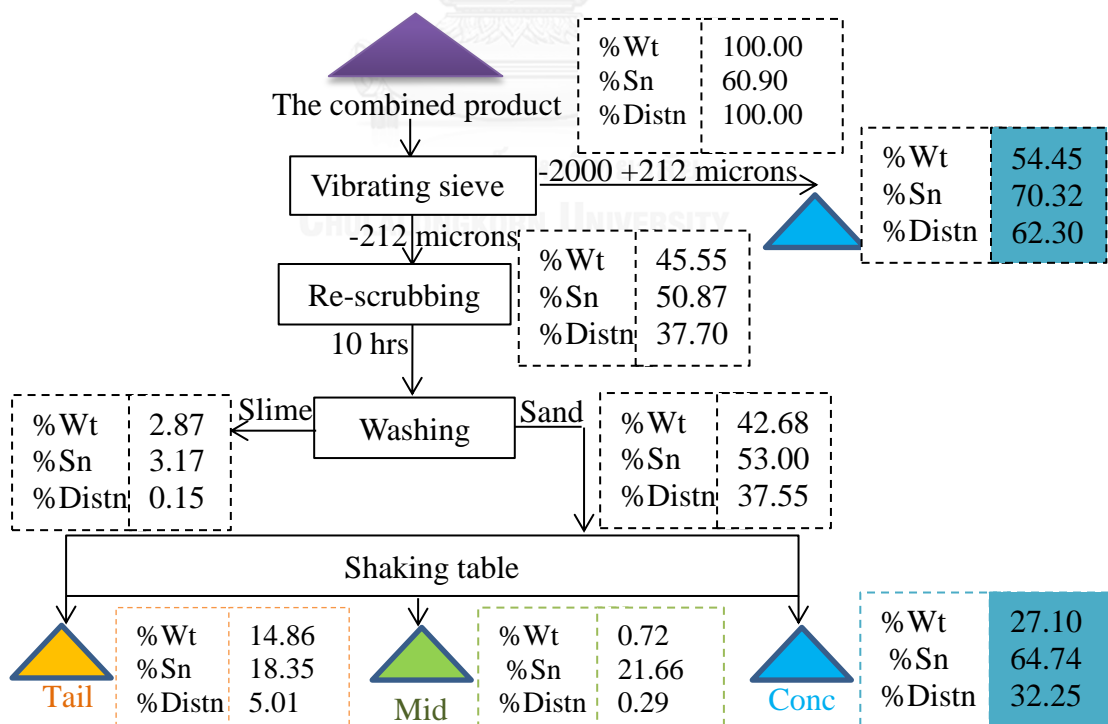 The combined product
%Wt 100.00
%Sn 60.90
%Distn 100.00
Vibrating sieve
-2000 +212 microns
%Wt 54.45
%Sn 70.32
%Distn 62.30
CHULALONGKORN UNIVERSITY
-212 microns
%Wt 45.55
%Sn 50.87
%Distn 37.70
Re-scrubbing
10 hrs
Slime
Washing
Sand
%Wt 2.87
%Sn 3.17
%Distn 0.15
%Wt 42.68
%Sn 53.00
%Distn 37.55
Shaking table
Tail
%Wt 14.86
%Sn 18.35
%Distn 5.01
Mid
%Wt 0.72
%Sn 21.66
%Distn 0.29
Conc
%Wt 27.10
%Sn 64.74
%Distn 32.25